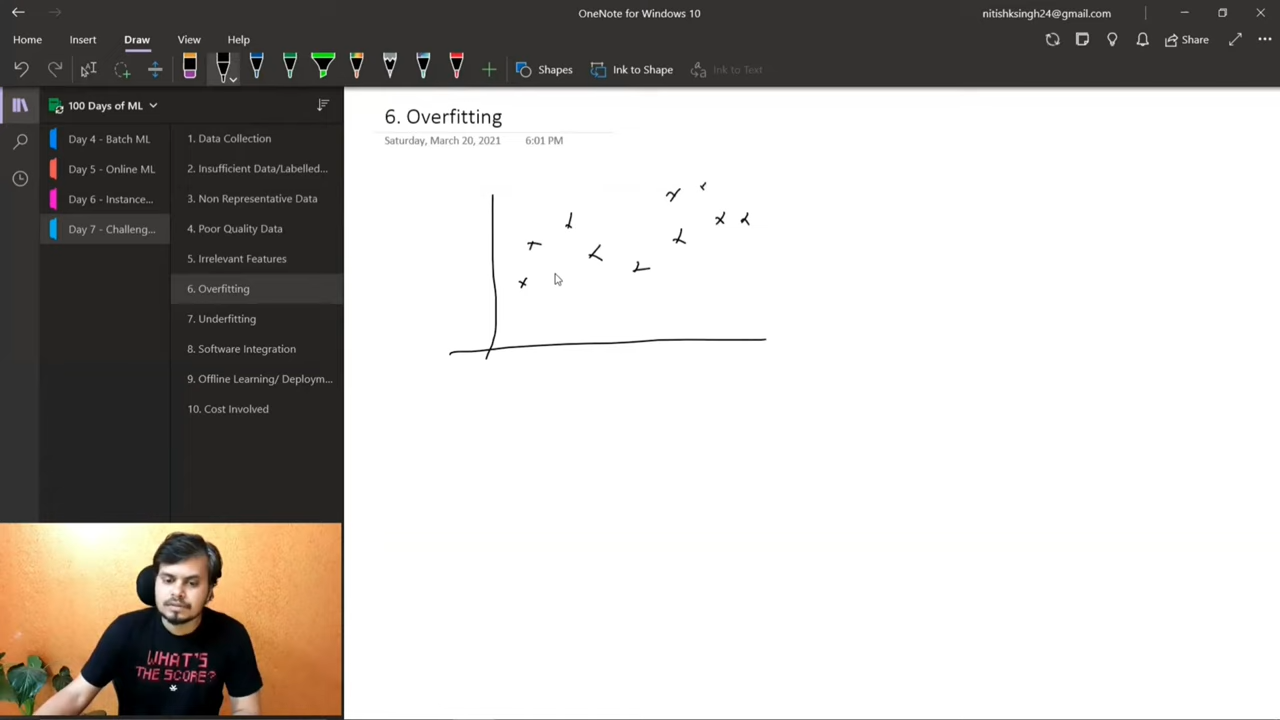 OneNote for Windows 10
nitishksingh24@gmail.com
Home
Insert
Draw
View
Help
Share
Shapes
Ink to Shape
Ink to Text
100 Days of ML
Day 4 - Batch ML
Day 5 - Online ML
Day 6 - Instance...
Day 7 - Challeng...
1. Data Collection
2. Insufficient Data/Labelled...
3. Non Representative Data
4. Poor Quality Data
5. Irrelevant Features
6. Overfitting
7. Underfitting
8. Software Integration
9. Offline Learning/ Deploym...
10. Cost Involved
6. Overfitting
Saturday, March 20, 2021
6:01 PM
WHAT'S
THE SCORE?